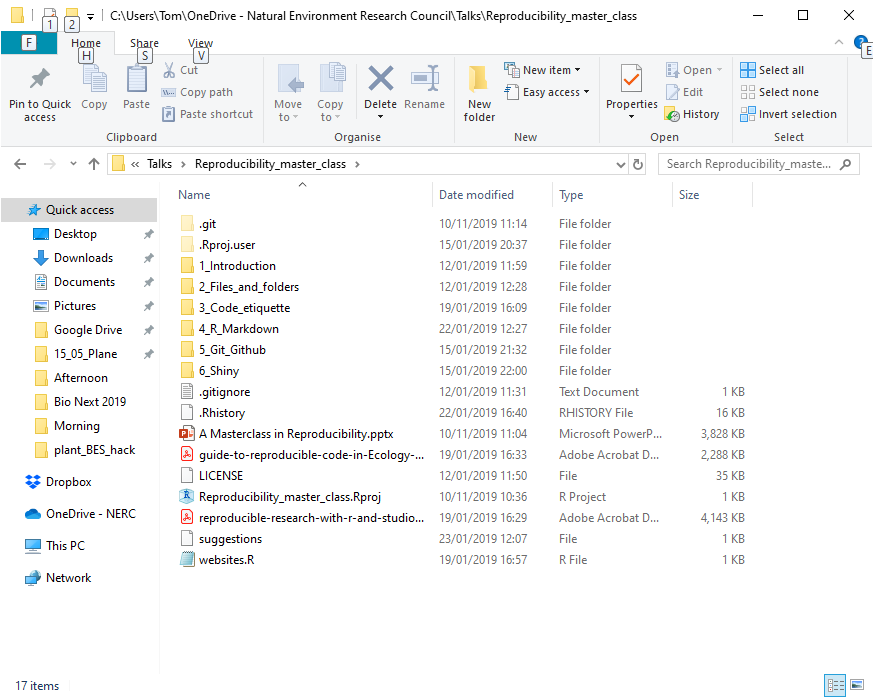 C:\Users\Tom\OneDrive - Natural Environment Research Council\Talks\Reproducibility_master_class
1 2
F Home Share View
H S V E
Pin to Quick access
Copy
Paste
Cut
Copy path
Paste shortcut
Move to
Copy to
Delete
Rename
New folder
New item
Easy access
Properties
Open
Edit
History
Select all
Select none
Invert selection
Clipboard Organise New Open Select
« Talks > Reproducibility_master_class >
Search Reproducibility_maste...
Quick access
Desktop
Downloads
Documents
Pictures
Google Drive
15_05_Plane
Afternoon
Bio Next 2019
Morning
plant_BES_hack
Dropbox
OneDrive - NERC
This PC
Network
Name Date modified Type Size
.git 10/11/2019 11:14 File folder
.Rproj.user 15/01/2019 20:37 File folder
1_Introduction 12/01/2019 11:59 File folder
2_Files_and_folders 12/01/2019 12:28 File folder
3_Code_etiquette 19/01/2019 16:09 File folder
4_R_Markdown 22/01/2019 12:27 File folder
5_Git_Github 15/01/2019 21:32 File folder
6_Shiny 15/01/2019 22:00 File folder
.gitignore 12/01/2019 11:31 Text Document 1 KB
.Rhistory 22/01/2019 16:40 RHISTORY File 16 KB
A Masterclass in Reproducibility.pptx 10/11/2019 11:04 Microsoft PowerP... 3,828 KB
guide-to-reproducible-code-in-Ecology-... 19/01/2019 16:33 Adobe Acrobat D... 2,288 KB
LICENSE 12/01/2019 11:50 File 35 KB
Reproducibility_master_class.Rproj 10/11/2019 10:36 R Project 1 KB
reproducible-research-with-r-and-studio... 19/01/2019 16:29 Adobe Acrobat D... 4,143 KB
suggestions 23/01/2019 12:07 File 1 KB
websites.R 19/01/2019 16:57 R File 1 KB
17 items